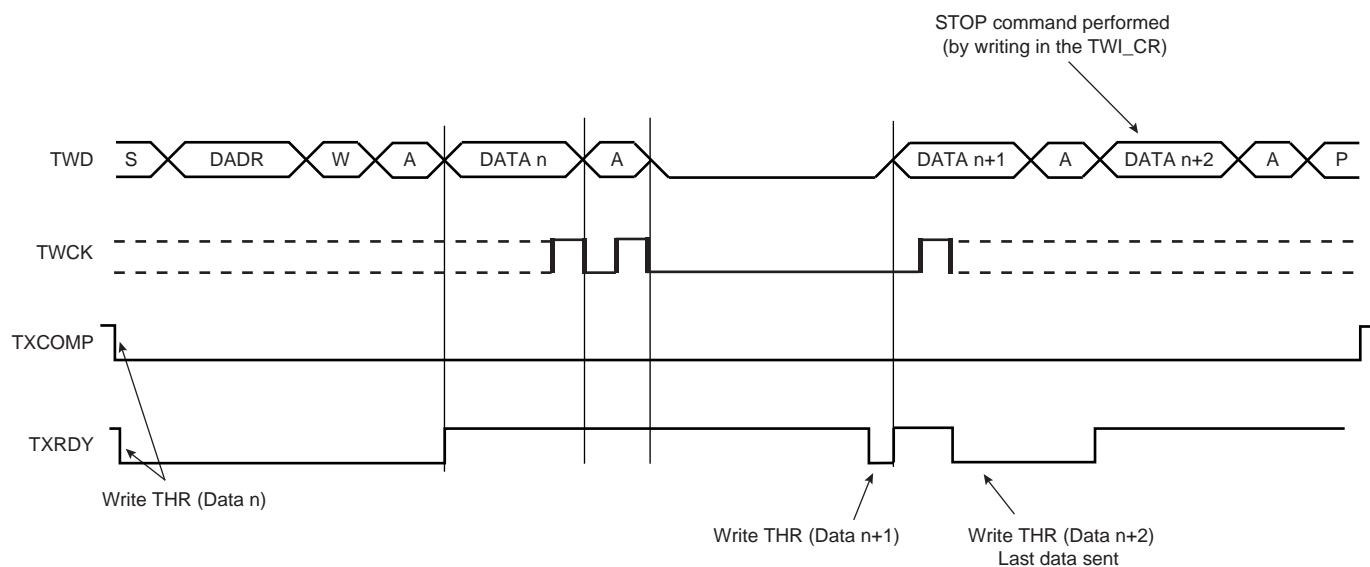 STOP command performed
(by writing in the TWI_CR)
TWD S DADR W A DATA n A DATA n+1 A DATA n+2 A P
TWCK
TXCOMP
TXRDY
Write THR (Data n)
Write THR (Data n+1)
Write THR (Data n+2)
Last data sent